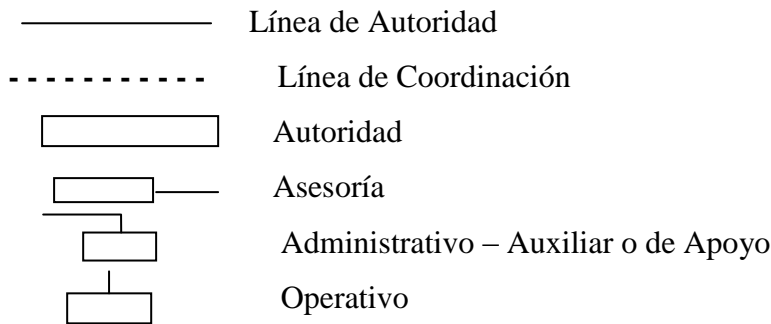 Línea de Autoridad
Línea de Coordinación
Autoridad
Asesoría
Administrativo – Auxiliar o de Apoyo
Operativo